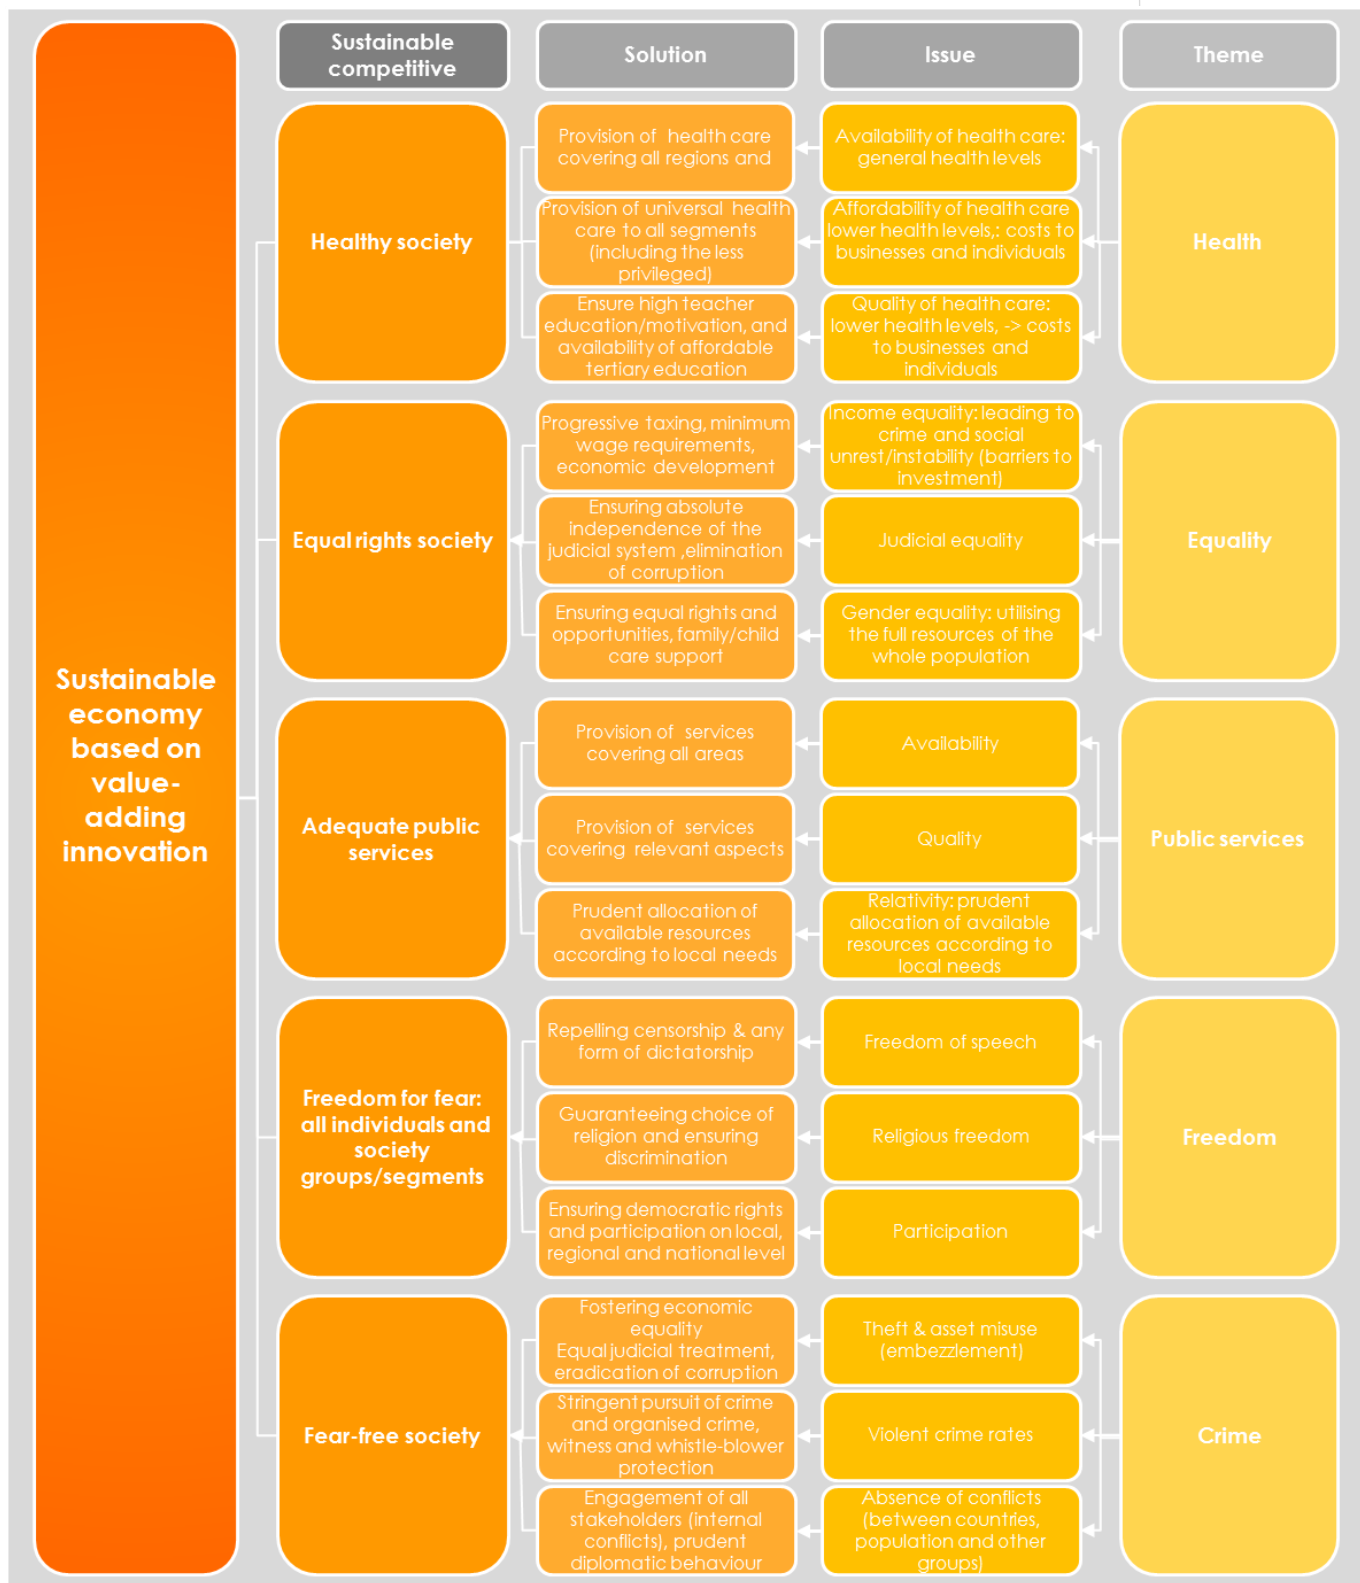 Sustainable
competitive
Solution
Issue
Theme
Sustainable
economy
based on
value-
adding
innovation
Healthy society
Provision of health care
covering all regions and
Availability of health care:
general health levels
Provision of universal health
care to all segments
(including the less
privileged)
Affordability of health care
lower health levels,: costs to
businesses and individuals
Ensure high teacher
education/motivation, and
availability of affordable
tertiary education
Quality of health care:
lower health levels, -> costs
to businesses and
individuals
Health
Equal rights society
Progressive taxing, minimum
wage requirements,
economic development
Income equality: leading to
crime and social
unrest/instability (barriers to
investment)
Ensuring absolute
independence of the
judicial system ,elimination
of corruption
Judicial equality
Ensuring equal rights and
opportunities, family/child
care support
Gender equality: utilising
the full resources of the
whole population
Equality
Adequate public
services
Provision of services
covering all areas
Availability
Provision of services
covering relevant aspects
Quality
Prudent allocation of
available resources
according to local needs
Relativity: prudent
allocation of available
resources according to
local needs
Public services
Freedom for fear:
all individuals and
society
groups/segments
Repelling censorship & any
form of dictatorship
Freedom of speech
Guaranteeing choice of
religion and ensuring
discrimination
Religious freedom
Ensuring democratic rights
and participation on local,
regional and national level
Participation
Freedom
Fear-free society
Fostering economic
equality
Equal judicial treatment,
eradication of corruption
Theft & asset misuse
(embezzlement)
Stringent pursuit of crime
and organised crime,
witness and whistle-blower
protection
Violent crime rates
Engagement of all
stakeholders (internal
conflicts), prudent
diplomatic behaviour
Absence of conflicts
(between countries,
population and other
groups)
Crime